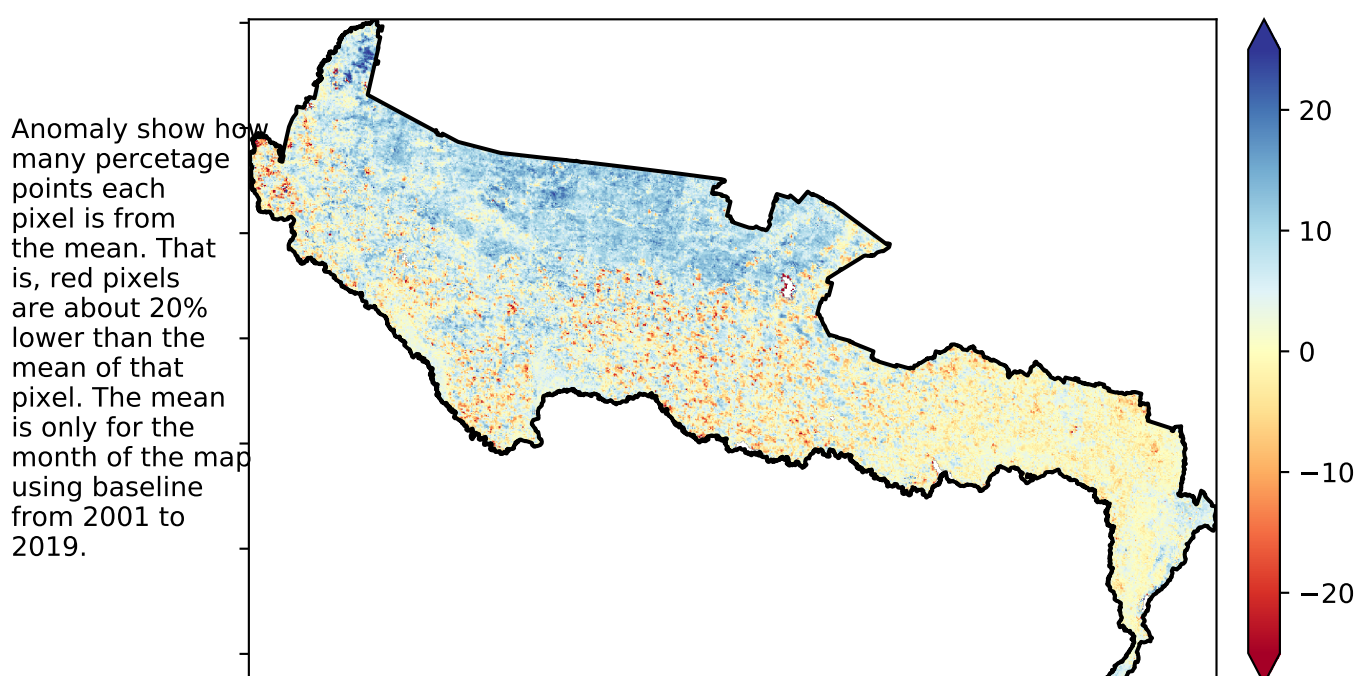 Anomaly show how
many percetage
points each
pixel is from
the mean. That
is, red pixels
are about 20%
lower than the
mean of that
pixel. The mean
is only for the
month of the map
using baseline
from 2001 to
2019.
20
10
0
−10
−20